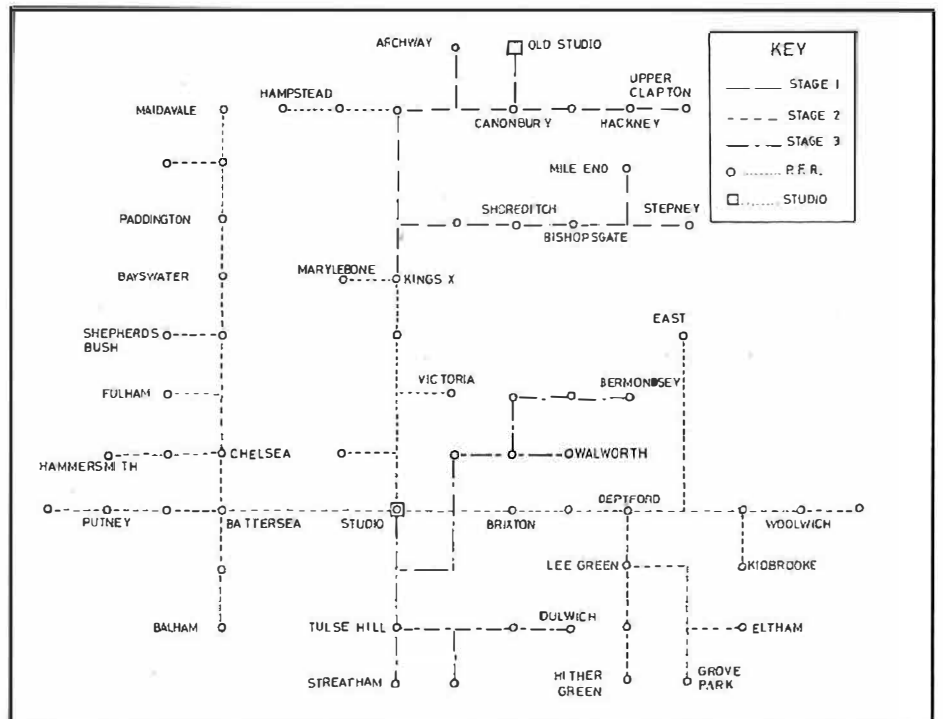 ARCHWAY
OLD STUDIO
KEY
STAGE 1
STAGE 2
STAGE 3
P.F.R.
STUDIO
HAMPSTEAD
UPPER
CLAPTON
MAIDAVALE
CANONBURY
HACKNEY
MILE END
PADDINGTON
SHOREDITCH
STEPNEY
BISHOPSGATE
BAYSWATER
MARYLEBONE
KINGS X
SHEPHERDS
BUSH
EAST
FULHAM
VICTORIA
BERMONDSEY
HAMMERSMITH
CHELSEA
WALWORTH
PUTNEY
BATTERSEA
STUDIO
BRIXTON
DEPTFORD
WOOLWICH
LEE GREEN
KIDBROOKE
BALHAM
TULSE HILL
DULWICH
ELTHAM
STREATHAM
HITHER
GREEN
GROVE
PARK